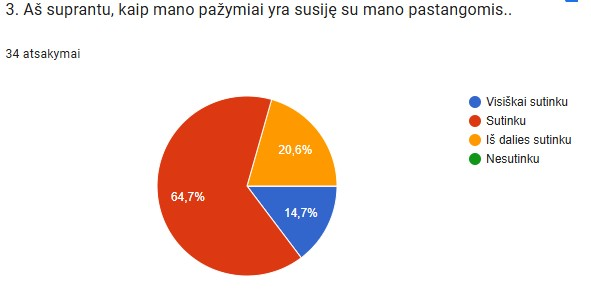 3. Aš suprantu, kaip mano pažymiai yra susiję su mano pastangomis..
34 atsakymai
Visiškai sutinku
Sutinku
Iš dalies sutinku
Nesutinku
20,6%
64,7%
14,7%